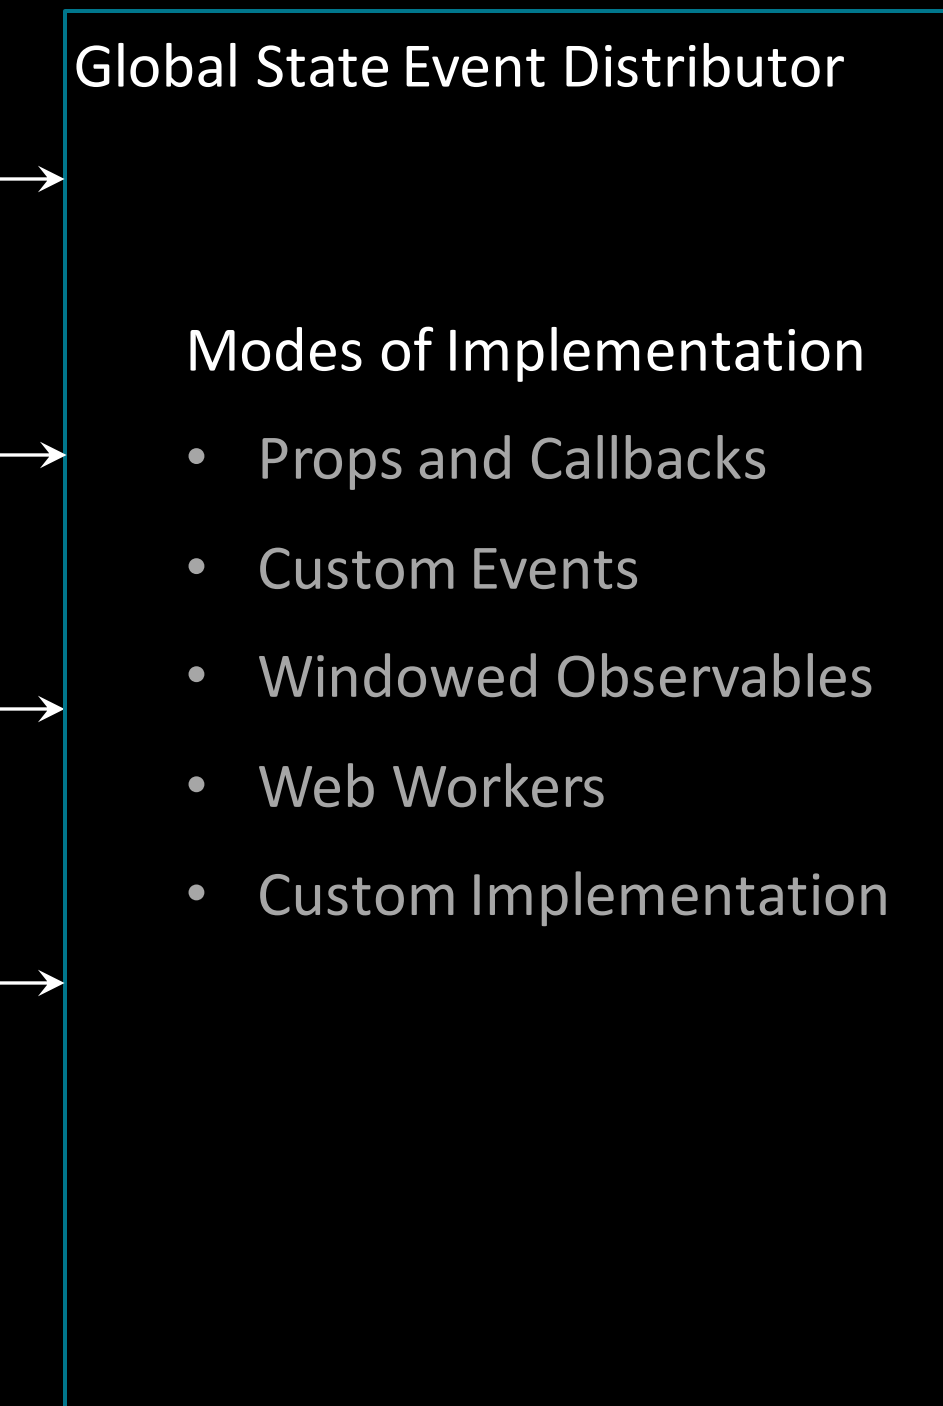 Global State Event Distributor
Modes of Implementation
• Props and Callbacks
• Custom Events
• Windowed Observables
• Web Workers
• Custom Implementation